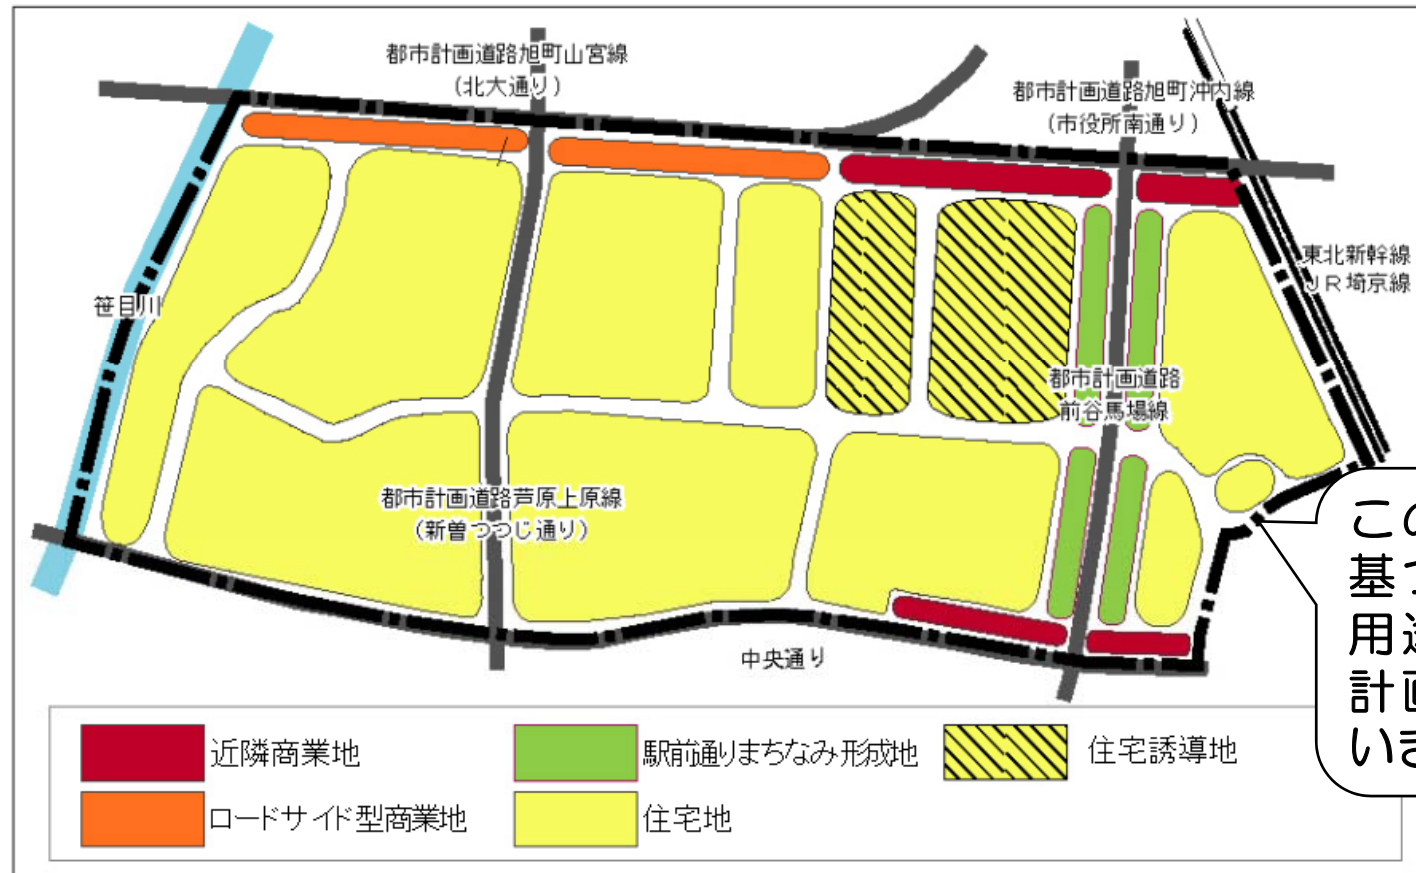 都市計画道路旭町山宮線
(北大通り)
都市計画道路旭町沖内線
(市役所南通り)
東北新幹線
JR埼京線
笹目川
都市計画道路
前谷馬場線
都市計画道路芦原上原線
(新曽つつじ通り)
中央通り
この
基づ
用途
計画
いき
近隣商業地
駅前通りまちなみ形成地
住宅誘導地
ロードサイド型商業地
住宅地